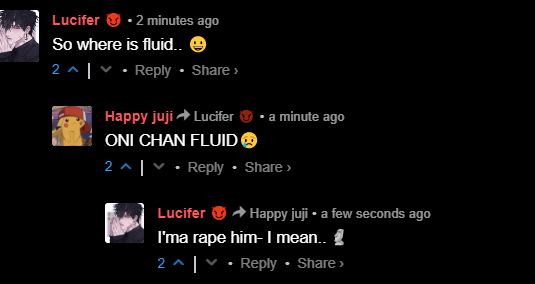 Lucifer 😈 • 2 minutes ago
So where is fluid.. 😀
2 | • Reply • Share ›
Happy juji Lucifer 😈 • a minute ago
ONI CHAN FLUID😢
2 | • Reply • Share ›
Lucifer 😈 Happy juji • a few seconds ago
I'ma rape him- I mean.. 🗿
2 | • Reply • Share ›